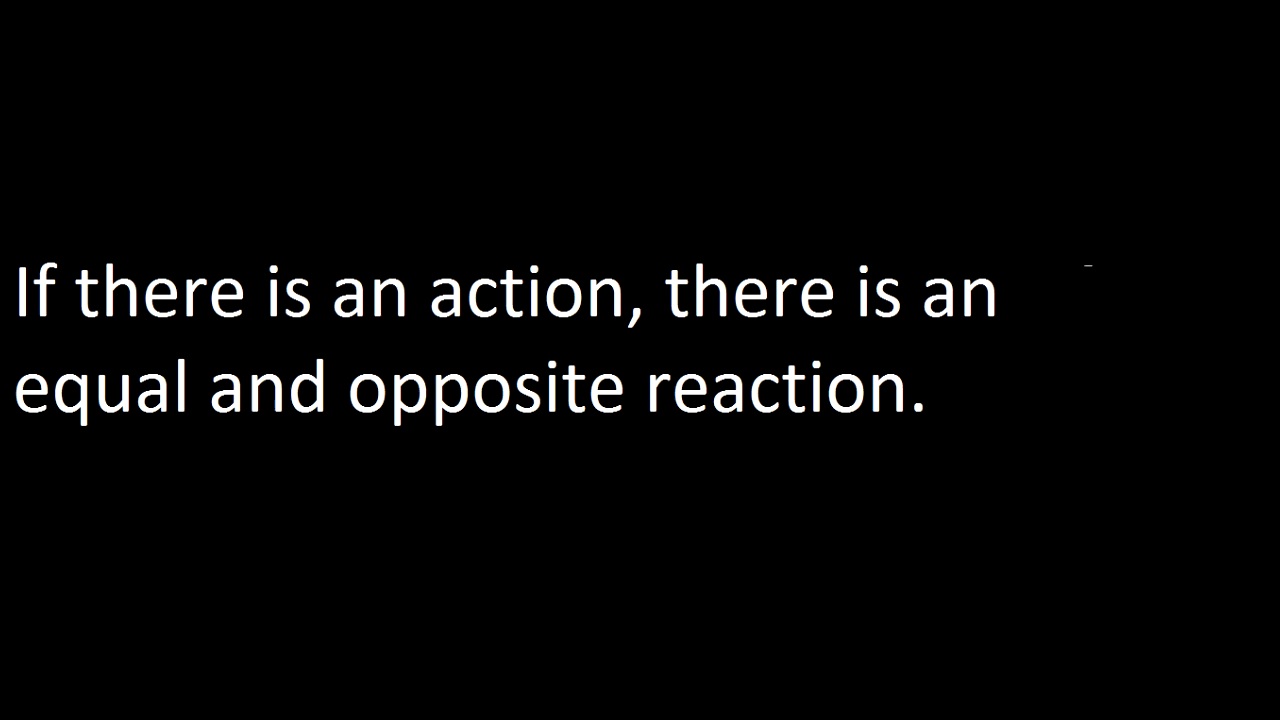 If there is an action, there is an
equal and opposite reaction.